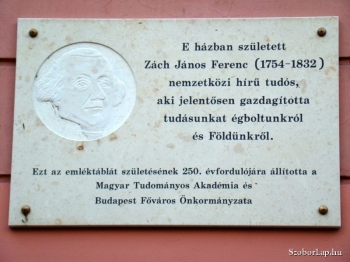 E házban született
Zách János Ferenc (1754-1832)
nemzetközi hírű tudós,
aki jelentősen gazdagította
tudásunkat égboltunkról
és Földünkről.
Ezt az emléktáblát születésének 250. évfordulójára állította a
Magyar Tudományos Akadémia és
Budapest Főváros Önkormányzata
SzoborLap.hu